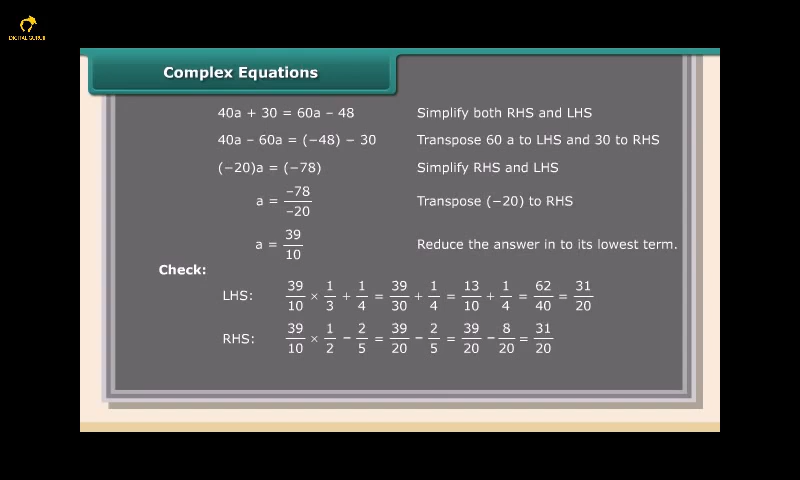 DIGITAL GURUJI
Complex Equations
40a + 30 = 60a – 48 Simplify both RHS and LHS
40a – 60a = (−48) − 30 Transpose 60 a to LHS and 30 to RHS
(−20)a = (−78) Simplify RHS and LHS
a = –78/–20 Transpose (−20) to RHS
a = 39/10 Reduce the answer in to its lowest term.
Check:
LHS: 39/10 × 1/3 + 1/4 = 39/30 + 1/4 = 13/10 + 1/4 = 62/40 = 31/20
RHS: 39/10 × 1/2 − 2/5 = 39/20 − 2/5 = 39/20 − 8/20 = 31/20